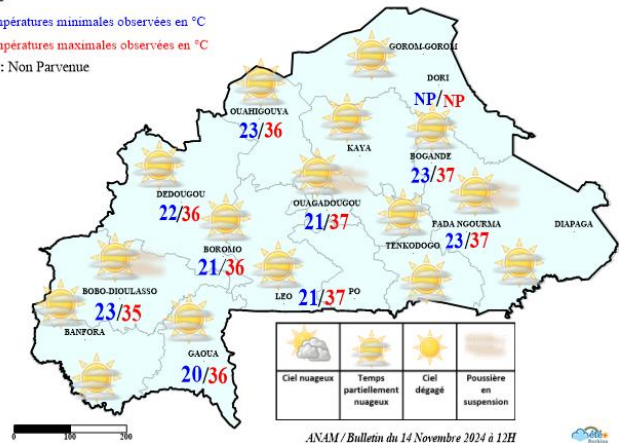 pératures minimales observées en °C
pératures maximales observées en °C
: Non Parvenue
GOROM-GOROM
DORI
NP/NP
OUAHIGOUYA
23/36
KAYA
BOGANDE
23/37
DEDOUGOU
22/36
OUAGADOUGOU
21/37
FADA NGOURMA
23/37
DIAPAGA
TENKODOGO
BOROMO
21/36
BOBO-DIOULASSO
23/35
LEO
21/37
PO
BANFORA
GAOUA
20/36
Ciel nuageux
Temps
partiellement
nuageux
Ciel
dégagé
Poussière
en
suspension
0 100 200
ANAM / Bulletin du 14 Novembre 2024 à 12H